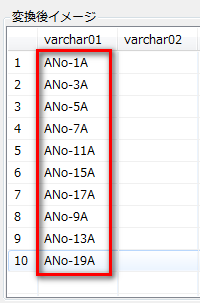 変換後イメージ
varchar01 varchar02
1 ANo-1A
2 ANo-3A
3 ANo-5A
4 ANo-7A
5 ANo-11A
6 ANo-15A
7 ANo-17A
8 ANo-9A
9 ANo-13A
10 ANo-19A